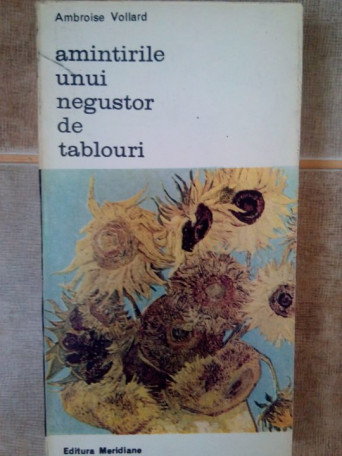 Ambroise Vollard
amintirile
unui
negustor
de
tablouri
Editura Meridiane